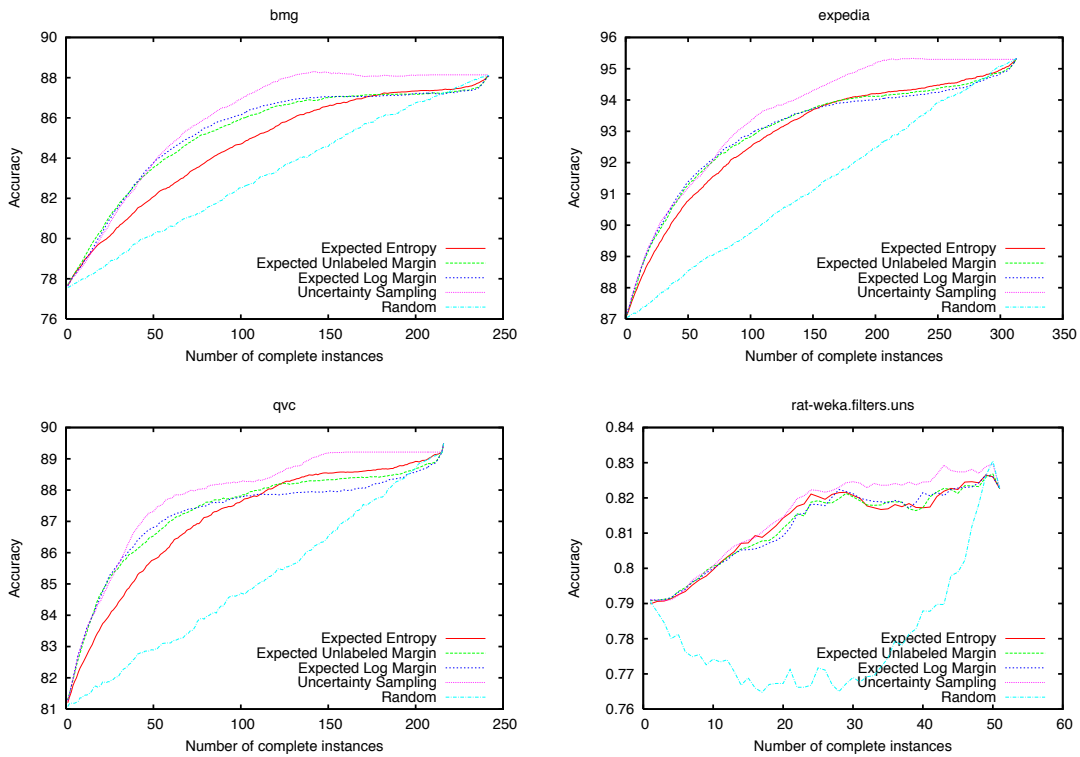 bmg
90
88
86
84
82
80
78
76
Accuracy
Expected Entropy
Expected Unlabeled Margin
Expected Log Margin
Uncertainty Sampling
Random
0 50 100 150 200 250
Number of complete instances
expedia
96
95
94
93
92
91
90
89
88
87
Accuracy
Expected Entropy
Expected Unlabeled Margin
Expected Log Margin
Uncertainty Sampling
Random
0 50 100 150 200 250 300 350
Number of complete instances
qvc
90
89
88
87
86
85
84
83
82
81
Accuracy
Expected Entropy
Expected Unlabeled Margin
Expected Log Margin
Uncertainty Sampling
Random
0 50 100 150 200 250
Number of complete instances
rat-weka.filters.uns
0.84
0.83
0.82
0.81
0.8
0.79
0.78
0.77
0.76
Accuracy
Expected Entropy
Expected Unlabeled Margin
Expected Log Margin
Uncertainty Sampling
Random
0 10 20 30 40 50 60
Number of complete instances